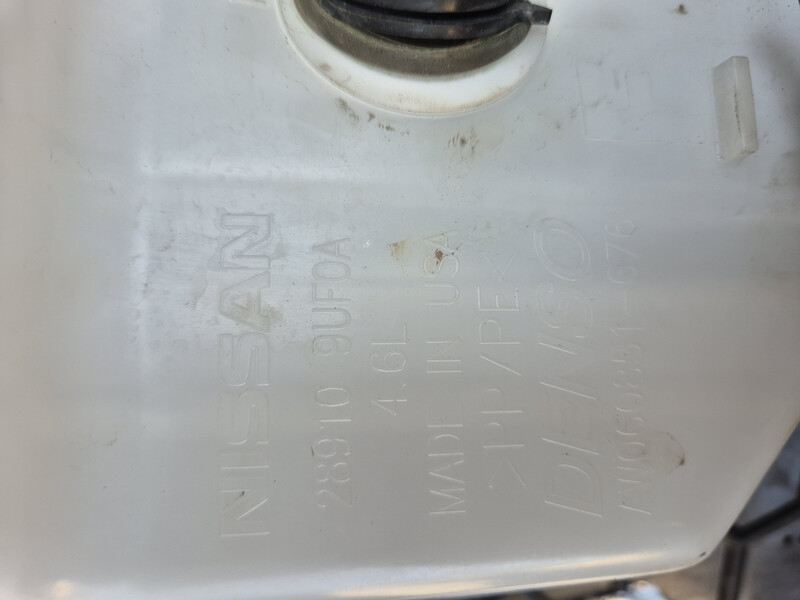 NISSAN
28910 9UF0A
4.6L
MADE IN USA
>PP/PE<
DENSO